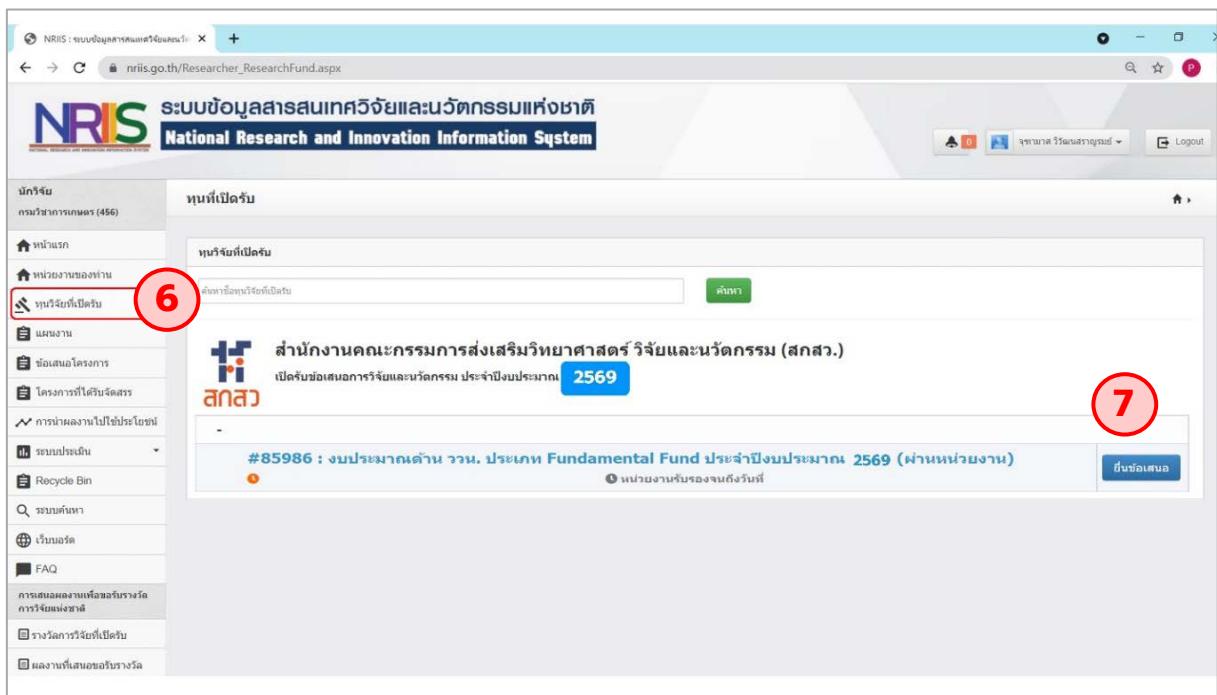 NRIIS : ระบบข้อมูลสารสนเทศวิจัยและนวัต
nriis.go.th/Researcher_ResearchFund.aspx
P
NRIIS
ระบบข้อมูลสารสนเทศวิจัยและนวัตกรรมแห่งชาติ
National Research and Innovation Information System
NATIONAL RESEARCH AND INNOVATION INFORMATION SYSTEM
0
Logout
นักวิจัย
กรมวิชาการเกษตร (456)
ทุนที่เปิดรับ
หน้าแรก
หน่วยงานของท่าน
ทุนวิจัยที่เปิดรับ
6
แผนงาน
ข้อเสนอโครงการ
โครงการที่ได้รับจัดสรร
การนำผลงานไปใช้ประโยชน์
ระบบประเมิน
Recycle Bin
ระบบค้นหา
เว็บบอร์ด
FAQ
การเสนอผลงานเพื่อขอรับรางวัล
การวิจัยแห่งชาติ
รางวัลการวิจัยที่เปิดรับ
ผลงานที่เสนอขอรับรางวัล
ทุนวิจัยที่เปิดรับ
ค้นหาชื่อทุนวิจัยที่เปิดรับ
ค้นหา
สกสว
สำนักงานคณะกรรมการส่งเสริมวิทยาศาสตร์ วิจัยและนวัตกรรม (สกสว.)
เปิดรับข้อเสนอการวิจัยและนวัตกรรม ประจำปีงบประมาณ 2569
7
-
#85986 : งบประมาณด้าน ววน. ประเภท Fundamental Fund ประจำปีงบประมาณ 2569 (ผ่านหน่วยงาน)
หน่วยงานรับรองจนถึงวันที่
ยื่นข้อเสนอ